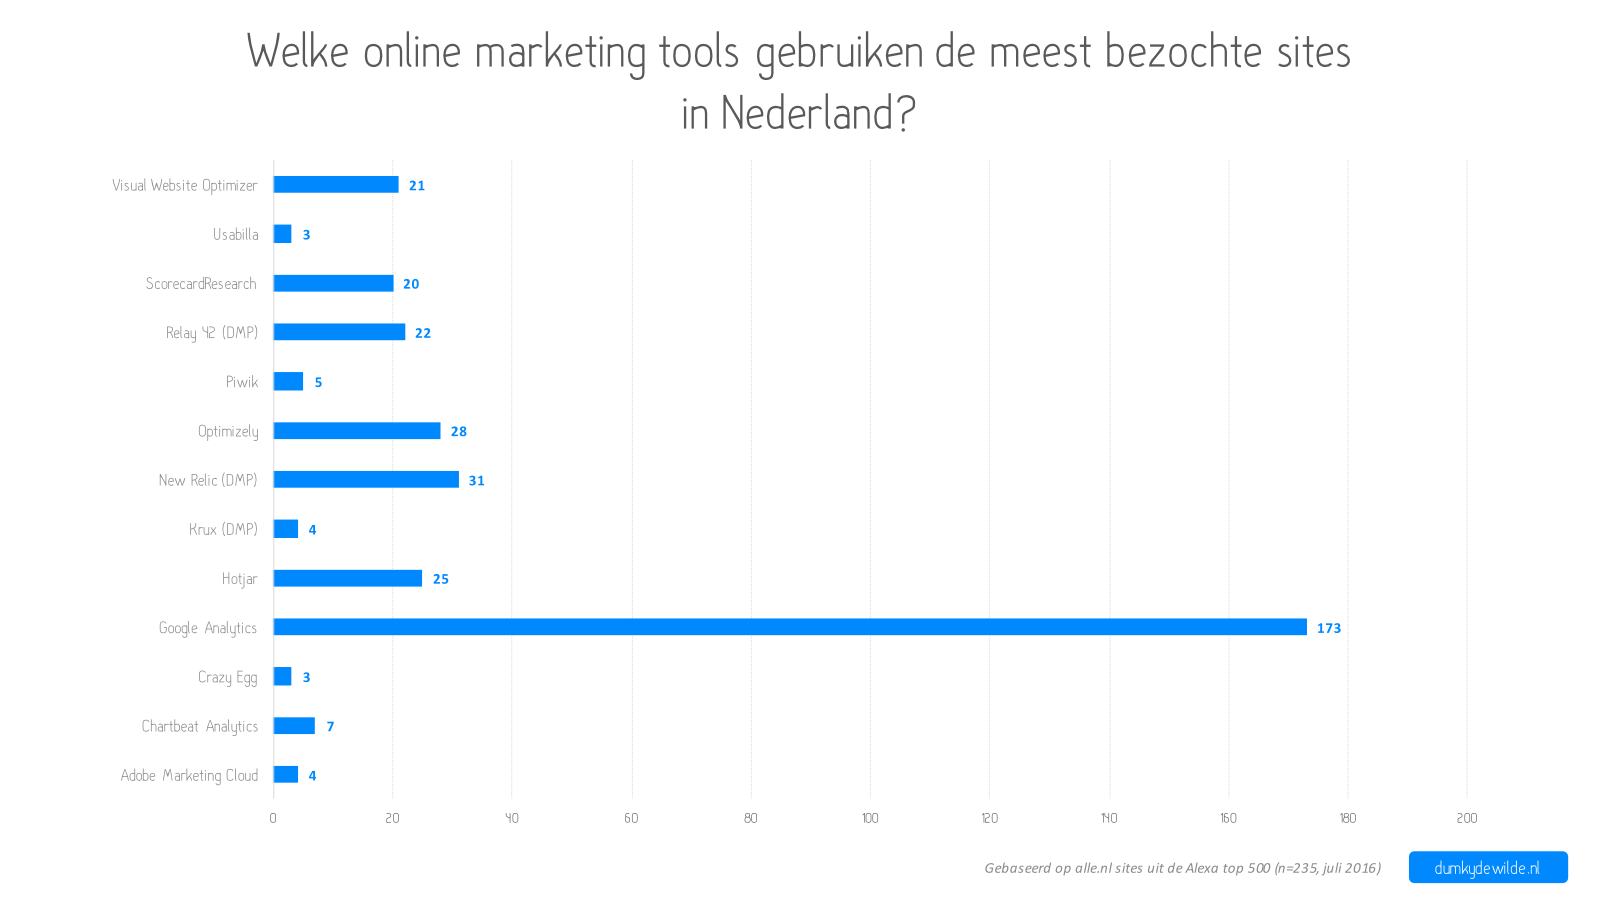 Welke online marketing tools gebruiken de meest bezochte sites
in Nederland?
Visual Website Optimizer 21
Usabilla 3
ScorecardResearch 20
Relay 42 (DMP) 22
Piwik 5
Optimizely 28
New Relic (DMP) 31
Krux (DMP) 4
Hotjar 25
Google Analytics 173
Crazy Egg 3
Chartbeat Analytics 7
Adobe Marketing Cloud 4
0 20 40 60 80 100 120 140 160 180 200
Gebaseerd op alle.nl sites uit de Alexa top 500 (n=235, juli 2016)
dumkydewilde.nl